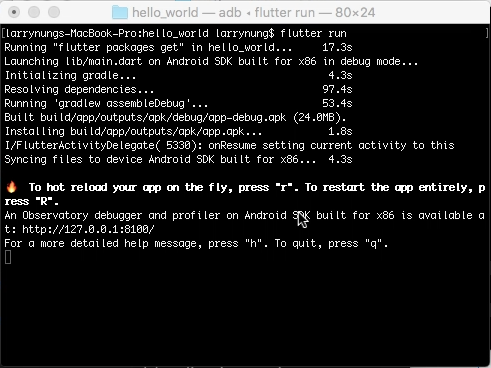 hello_world — adb • flutter run — 80×24
[larrynungs-MacBook-Pro:hello_world larrynung$ flutter run
Running "flutter packages get" in hello_world... 17.3s
Launching lib/main.dart on Android SDK built for x86 in debug mode...
Initializing gradle... 4.3s
Resolving dependencies... 97.4s
Running 'gradlew assembleDebug'... 53.4s
Built build/app/outputs/apk/debug/app-debug.apk (24.0MB).
Installing build/app/outputs/apk/app.apk... 1.8s
I/FlutterActivityDelegate( 5330): onResume setting current activity to this
Syncing files to device Android SDK built for x86... 4.3s
🔥 To hot reload your app on the fly, press "r". To restart the app entirely, p
ress "R".
An Observatory debugger and profiler on Android SDK built for x86 is available a
t: http://127.0.0.1:8100/
For a more detailed help message, press "h". To quit, press "q".